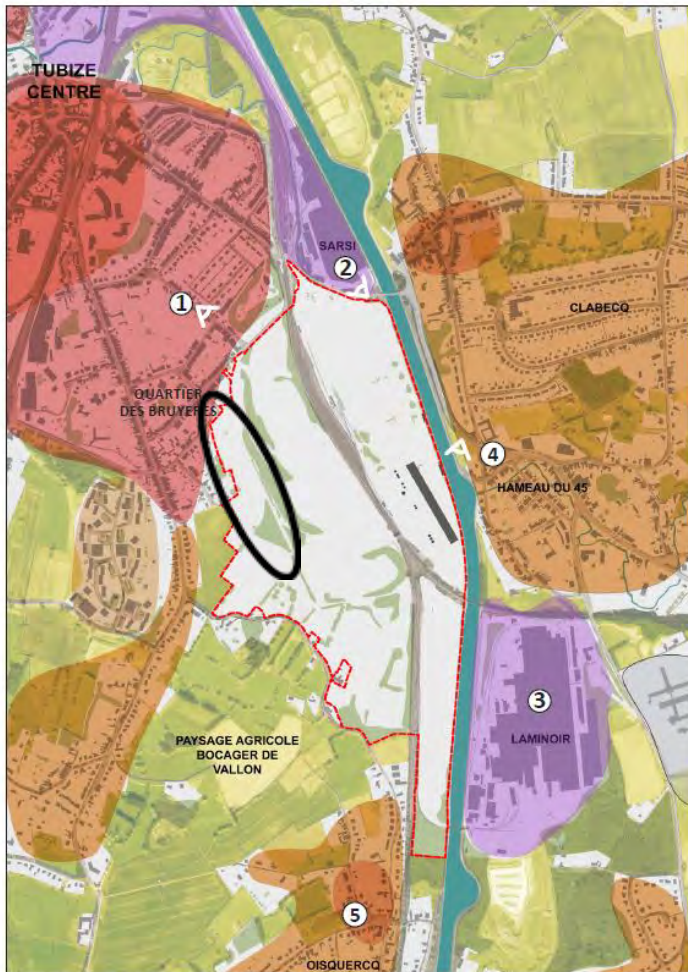 TUBIZE
CENTRE
SARSI
2
1
CLABECQ
QUARTIER
DES BRUYERES
4
HAMEAU DU 45
3
LAMINOIR
PAYSAGE AGRICOLE
BOCAGER DE
VALLON
5
OISQUERCQ